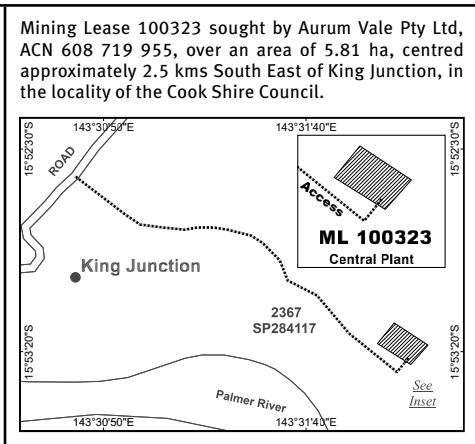 Mining Lease 100323 sought by Aurum Vale Pty Ltd,
ACN 608 719 955, over an area of 5.81 ha, centred
approximately 2.5 kms South East of King Junction, in
the locality of the Cook Shire Council.
143°30'50"E
143°31'40"E
15°52'30"S
15°52'30"S
ROAD
Access
ML 100323
Central Plant
King Junction
2367
SP284117
15°53'20"S
15°53'20"S
See
Inset
Palmer River
143°30'50"E
143°31'40"E